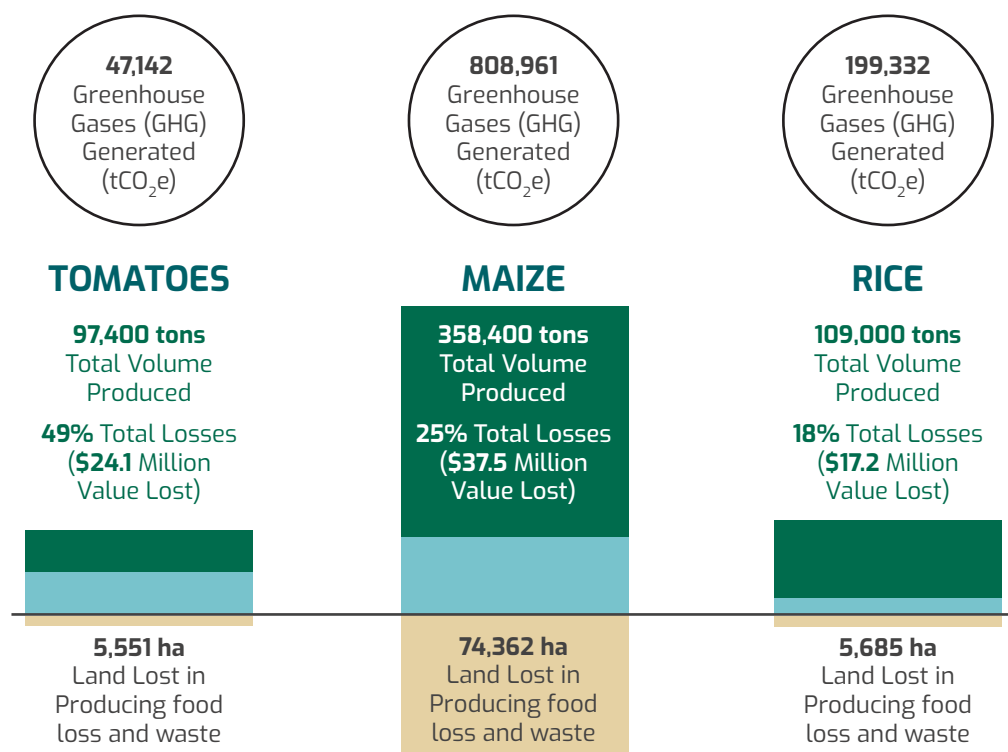 47,142
Greenhouse
Gases (GHG)
Generated
(tCO₂e)
808,961
Greenhouse
Gases (GHG)
Generated
(tCO₂e)
199,332
Greenhouse
Gases (GHG)
Generated
(tCO₂e)
TOMATOES
97,400 tons
Total Volume
Produced
49% Total Losses
($24.1 Million
Value Lost)
MAIZE
358,400 tons
Total Volume
Produced
25% Total Losses
($37.5 Million
Value Lost)
RICE
109,000 tons
Total Volume
Produced
18% Total Losses
($17.2 Million
Value Lost)
5,551 ha
Land Lost in
Producing food
loss and waste
74,362 ha
Land Lost in
Producing food
loss and waste
5,685 ha
Land Lost in
Producing food
loss and waste